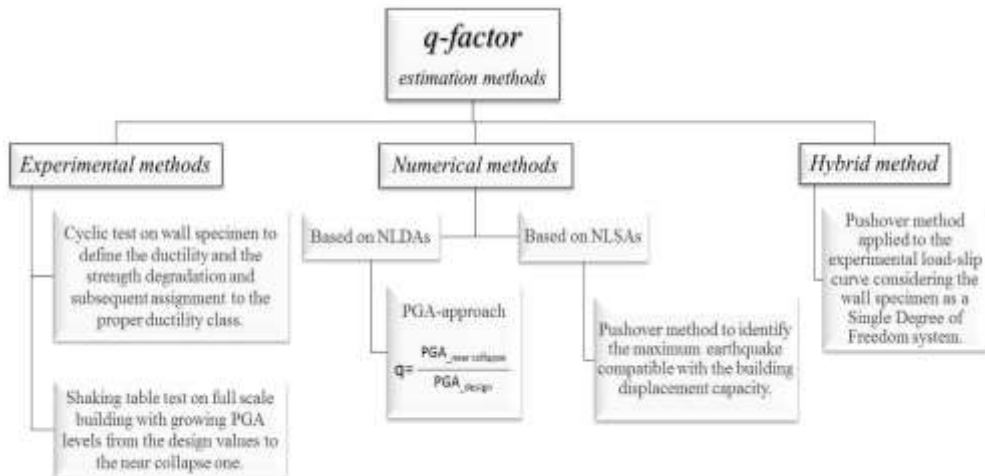 q-factor
estimation methods
Experimental methods
Cyclic test on wall specimen to
define the ductility and the
strength degradation and
subsequent assignment to the
proper ductility class.
Shaking table test on full scale
building with growing PGA
levels from the design values to
the near collapse one.
Numerical methods
Based on NLDAs
PGA-approach
q= PGA_near collapse
PGA_design
Based on NLSAs
Pushover method to identify
the maximum earthquake
compatible with the building
displacement capacity.
Hybrid method
Pushover method
applied to the
experimental load-slip
curve considering the
wall specimen as a
Single Degree of
Freedom system.